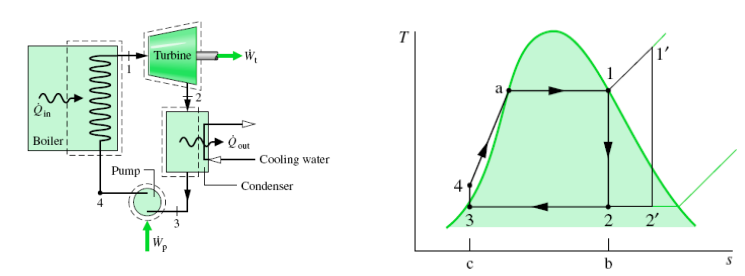 Turbine
Ẇt
1
2
Q̇in
Boiler
Q̇out
Cooling water
Pump
Condenser
4
3
Ẇp
T
1′
1
a
4
3
2
2′
c
b
s